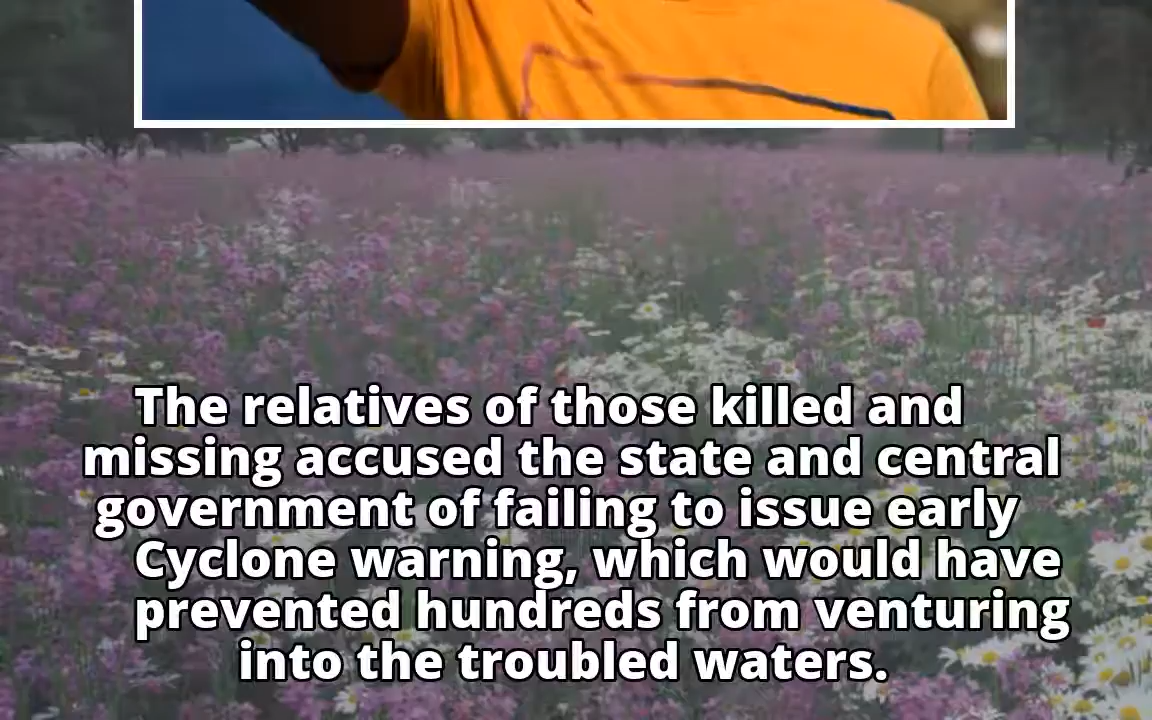 The relatives of those killed and
missing accused the state and central
government of failing to issue early
Cyclone warning, which would have
prevented hundreds from venturing
into the troubled waters.